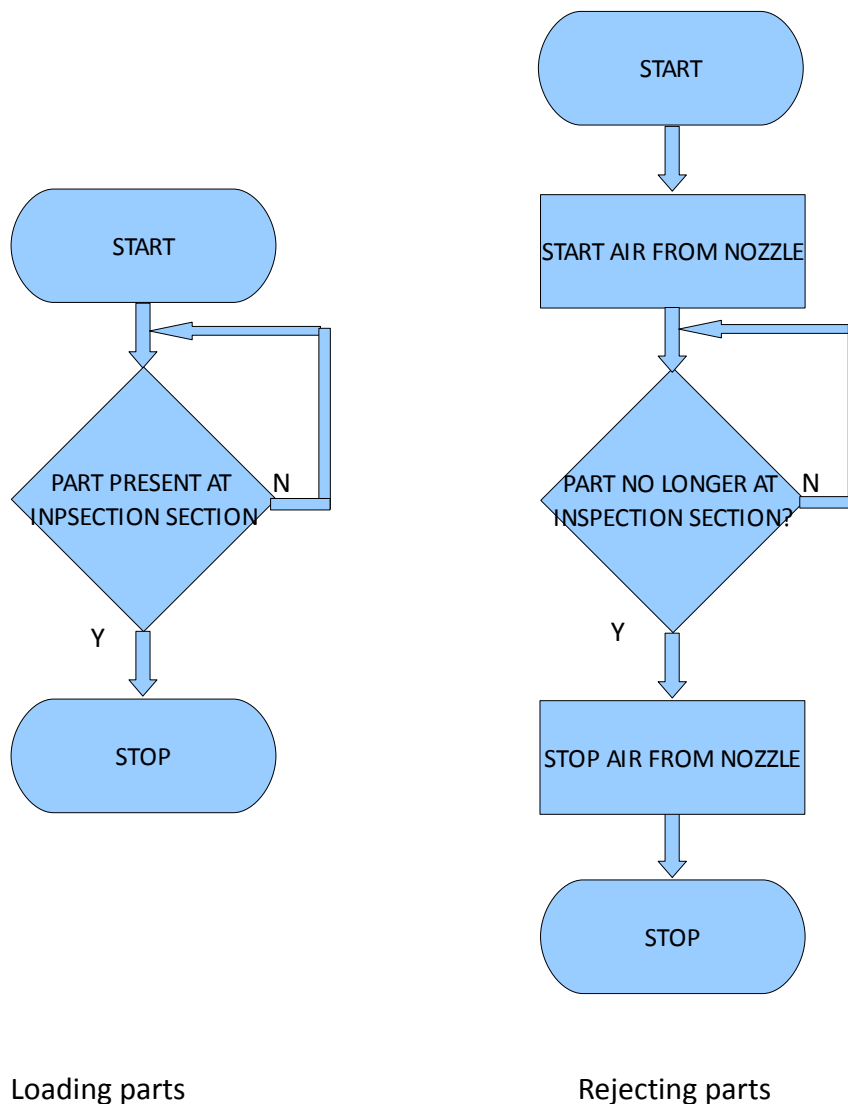 START
PART PRESENT AT
INPSECTION SECTION
N
Y
STOP
Loading parts
START
START AIR FROM NOZZLE
PART NO LONGER AT
INSPECTION SECTION?
N
Y
STOP AIR FROM NOZZLE
STOP
Rejecting parts